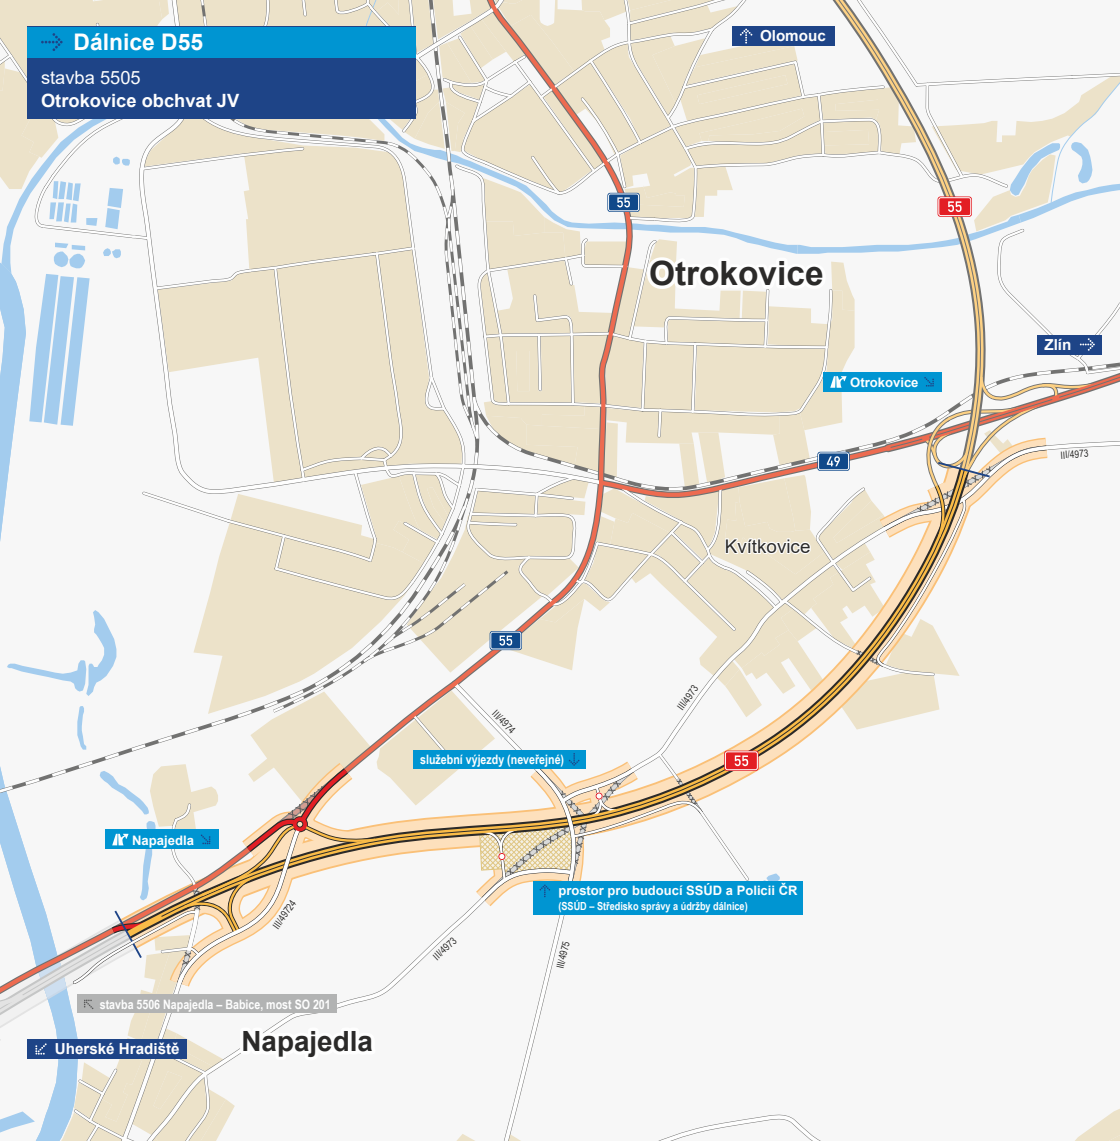 Dálnice D55
stavba 5505
Otrokovice obchvat JV
Olomouc
55
55
Otrokovice
Zlín
Otrokovice
49
III/4973
Kvítkovice
55
III/4973
III/4974
služební výjezdy (neveřejné)
55
Napajedla
prostor pro budoucí SSÚD a Policii ČR
(SSÚD – Středisko správy a údržby dálnice)
III/49724
III/4973
III/4975
stavba 5506 Napajedla – Babice, most SO 201
Napajedla
Uherské Hradiště